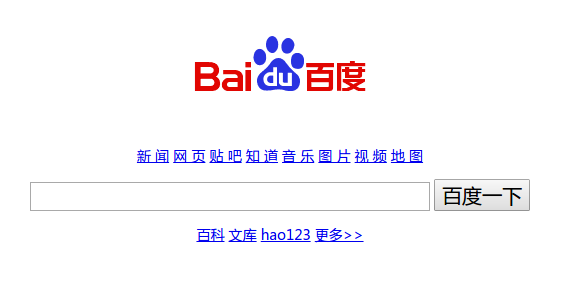 Bai du 百度
新 闻 网 页 贴 吧 知 道 音 乐 图 片 视 频 地 图
百度一下
百科 文库 hao123 更多>>